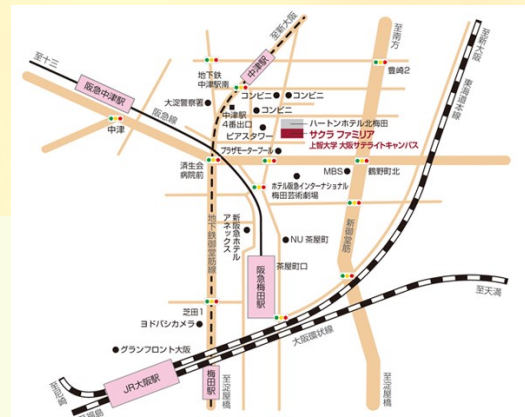 至新大阪
至南方
至新大阪
至十三
地下鉄
中津駅南
中津駅
豊崎2
東海道本線
阪急中津駅
大淀警察署
コンビニ
コンビニ
コンビニ
中津駅
4番出口
ハートンホテル北梅田
阪急線
中津
ピアスタワー
サクラ ファミリア
上智大学 大阪サテライトキャンパス
プラザモータープール
済生会
病院前
MBS
鶴野町北
ホテル阪急インターナショナル
梅田芸術劇場
新御堂筋
地下鉄御堂筋線
新阪急ホテル
アネックス
NU 茶屋町
阪急梅田駅
茶屋町口
至天満
芝田1
ヨドバシカメラ
大阪環状線
グランフロント大阪
JR大阪駅
梅田駅
至尼崎
至福島
至淀屋橋
至淀屋橋